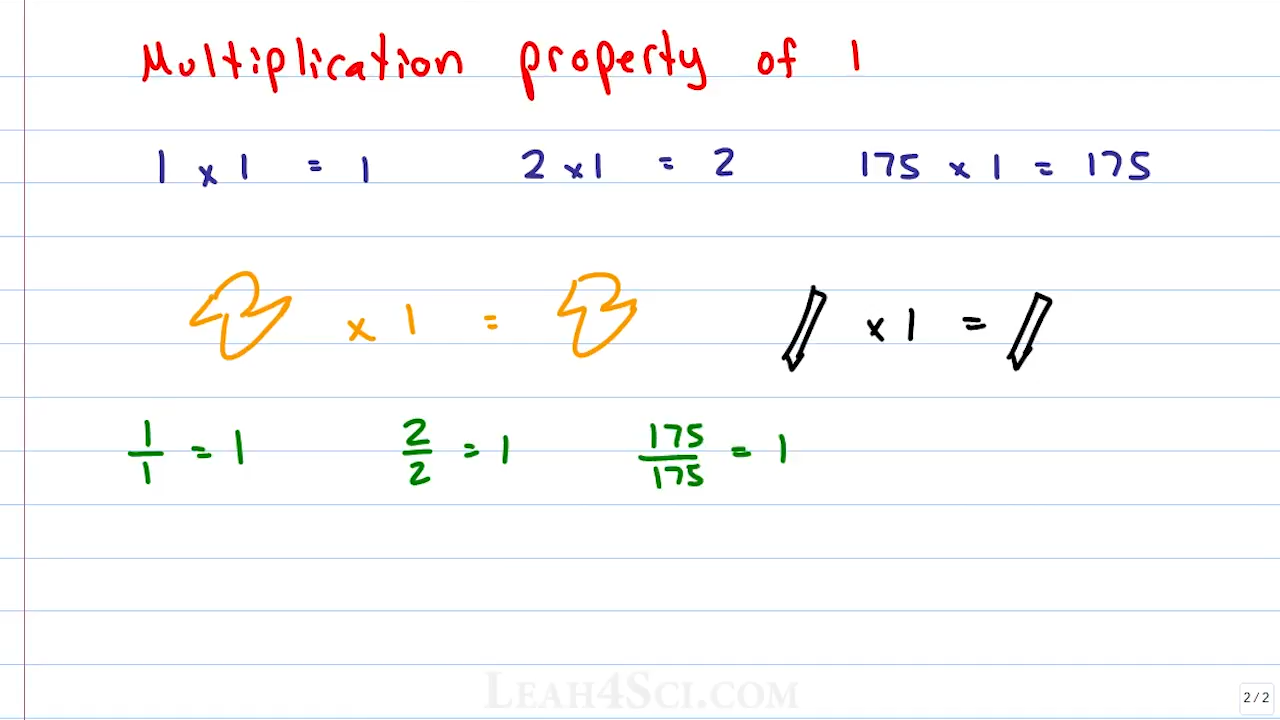 Multiplication property of 1
1 x 1 = 1 2 x 1 = 2 175 x 1 = 175
x 1 = x 1 =
1/1 = 1 2/2 = 1 175/175 = 1
LEAH4SCI.COM
2/2